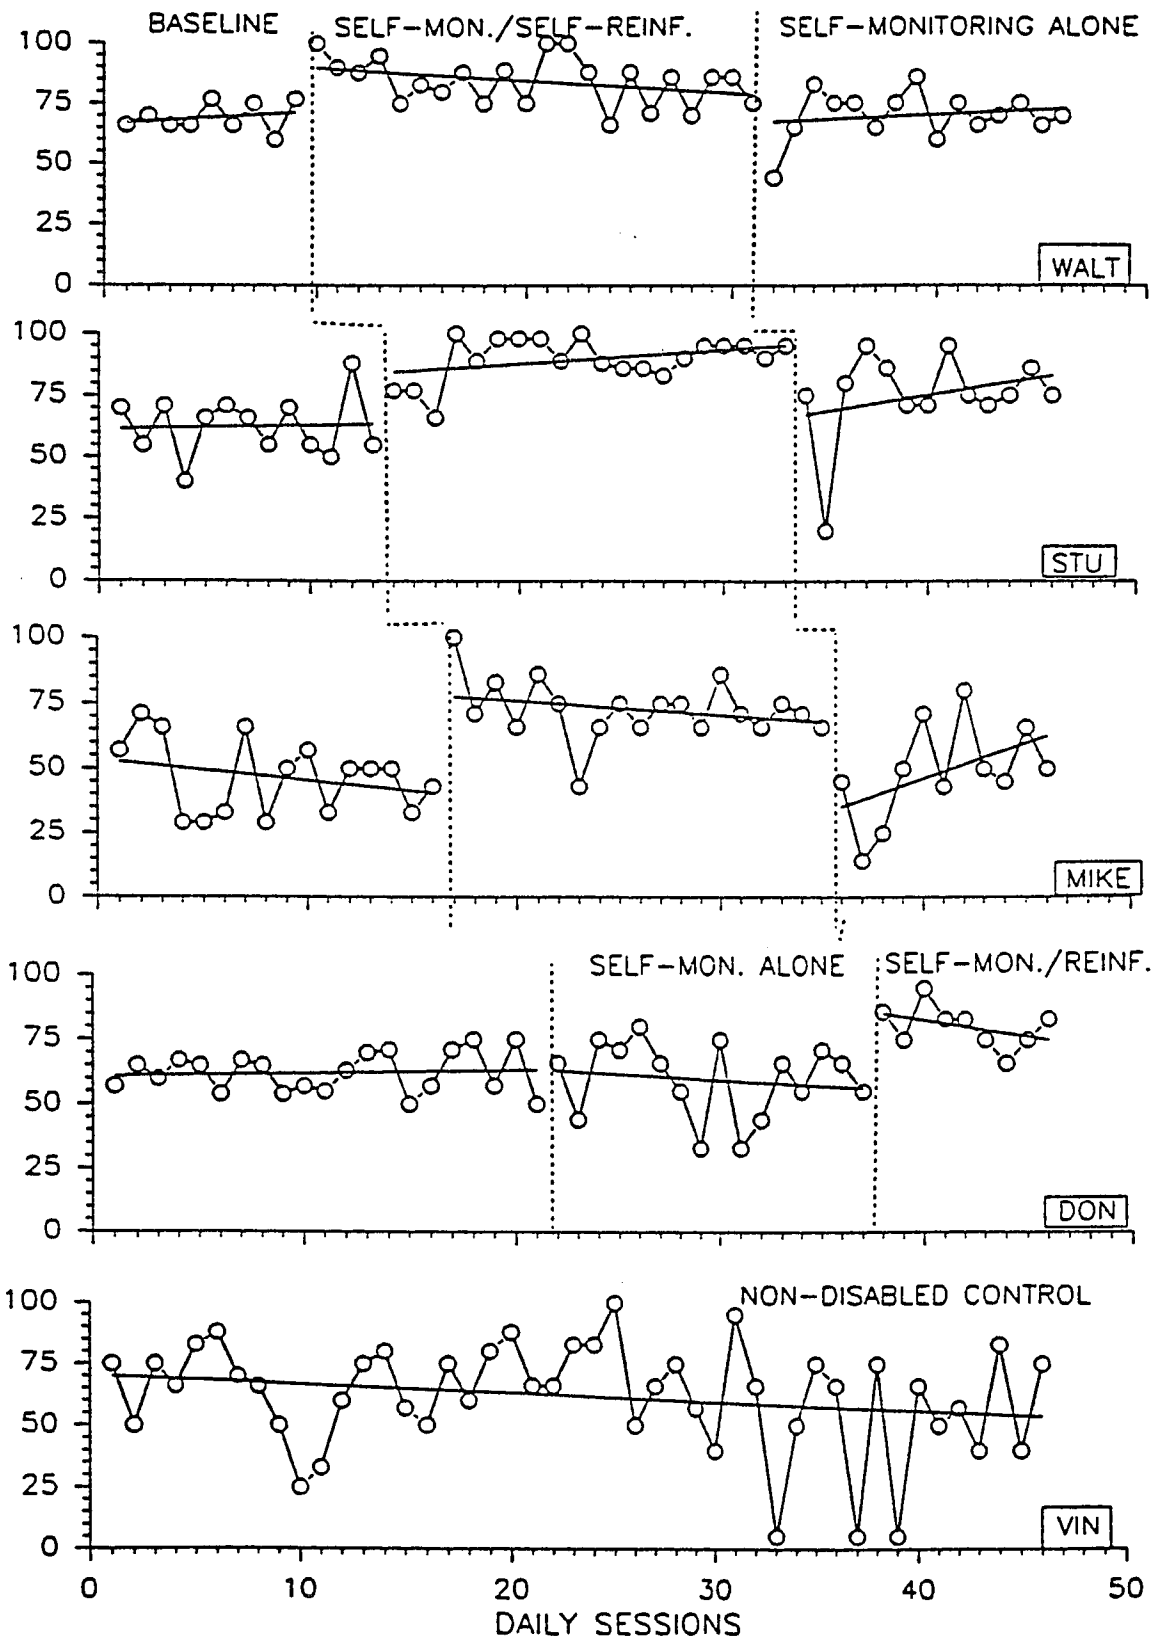 BASELINE SELF-MON./SELF-REINF. SELF-MONITORING ALONE
100
75
50
25
0
WALT
100
75
50
25
0
STU
100
75
50
25
0
MIKE
SELF-MON. ALONE SELF-MON./REINF.
100
75
50
25
0
DON
NON-DISABLED CONTROL
100
75
50
25
0
VIN
0 10 20 30 40 50
DAILY SESSIONS